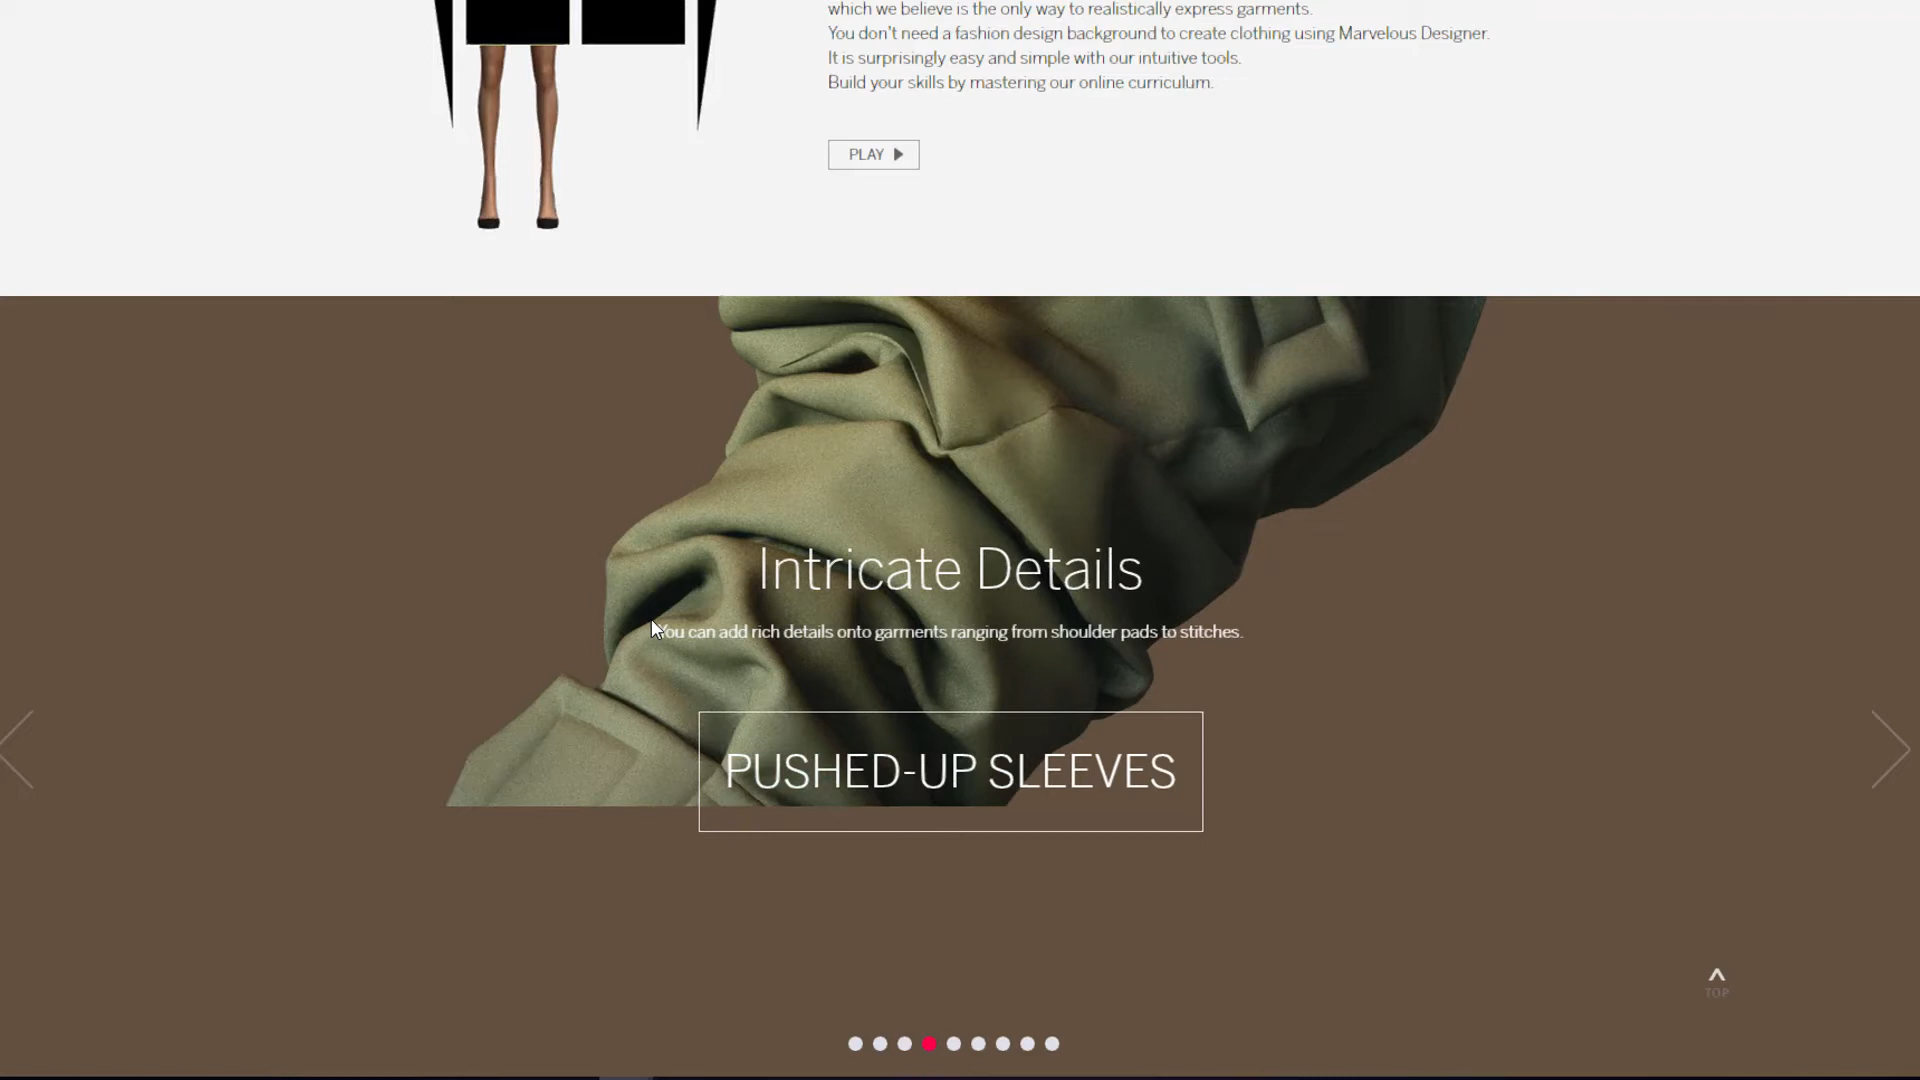 which we believe is the only way to realistically express garments.
You don't need a fashion design background to create clothing using Marvelous Designer.
It is surprisingly easy and simple with our intuitive tools.
Build your skills by mastering our online curriculum.
PLAY
Intricate Details
You can add rich details onto garments ranging from shoulder pads to stitches.
PUSHED-UP SLEEVES
TOP